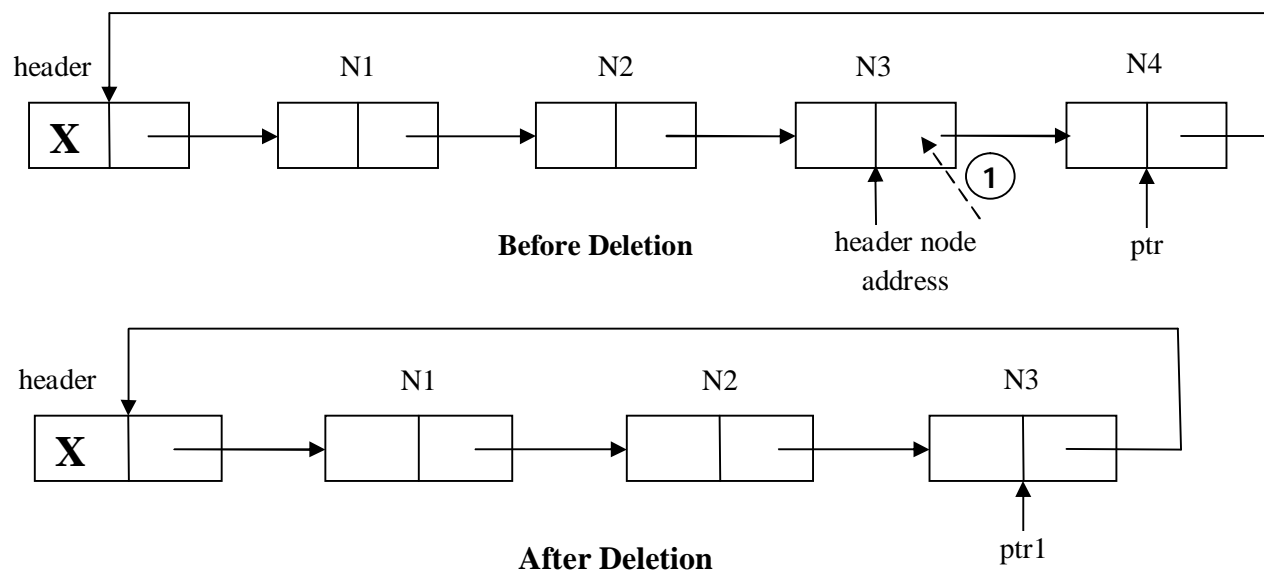 header
N1
N2
N3
N4
X
1
Before Deletion
header node
address
ptr
header
N1
N2
N3
X
ptr1
After Deletion